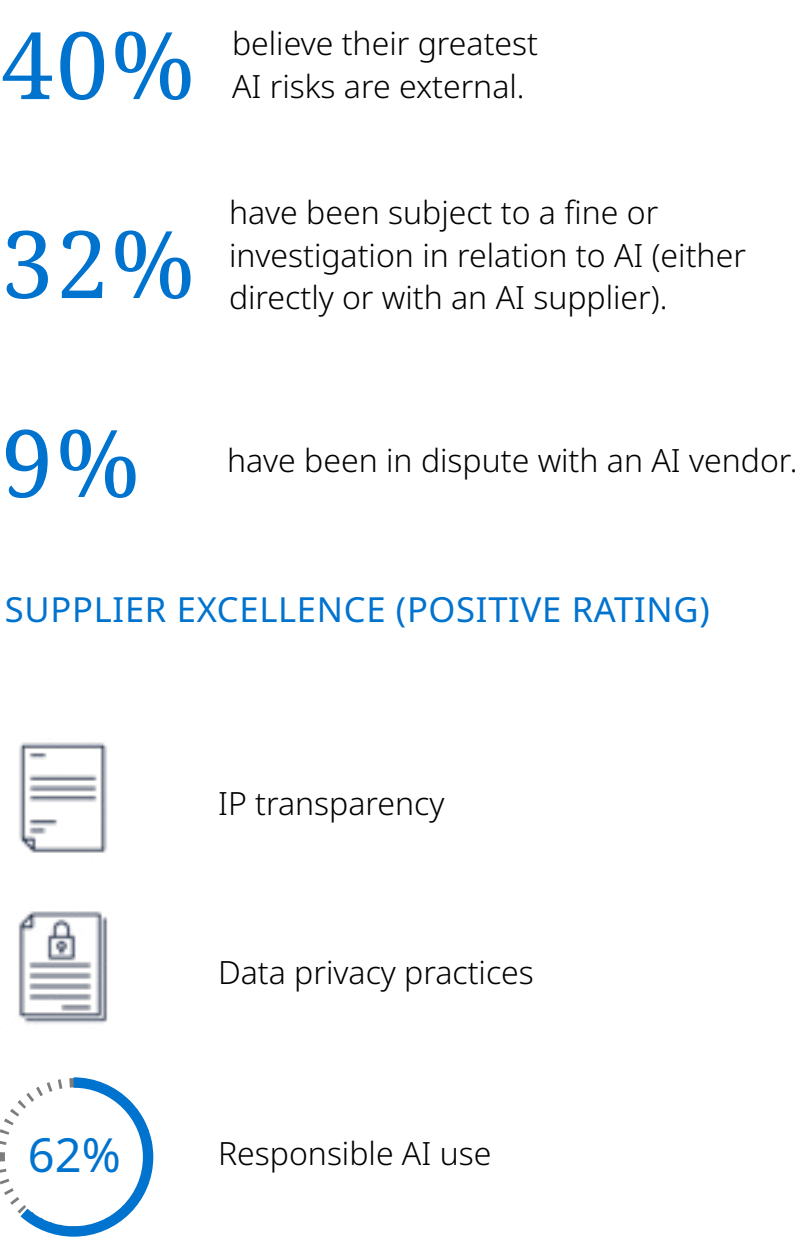 40%
believe their greatest
AI risks are external.
32%
have been subject to a fine or
investigation in relation to AI (either
directly or with an AI supplier).
9%
have been in dispute with an AI vendor.
SUPPLIER EXCELLENCE (POSITIVE RATING)
IP transparency
Data privacy practices
62%
Responsible AI use